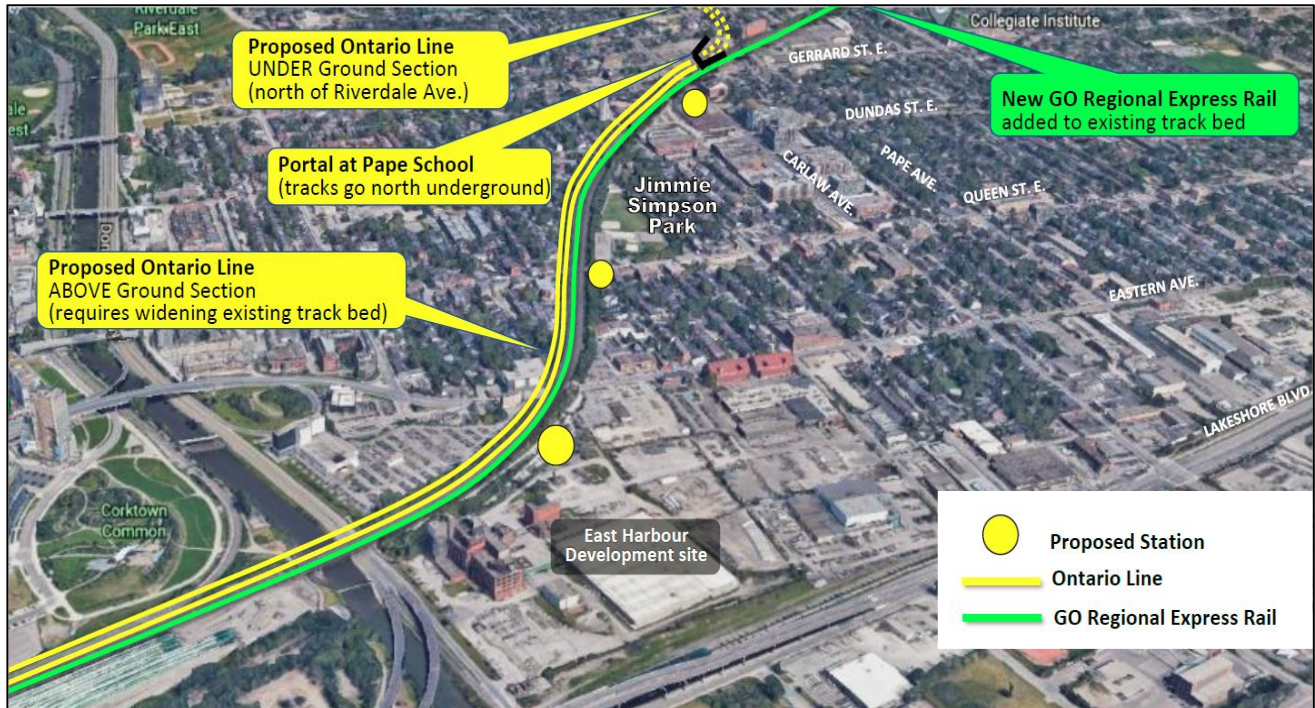 Riverdale
Park East
Collegiate Institute
Proposed Ontario Line
UNDER Ground Section
(north of Riverdale Ave.)
GERRARD ST. E.
New GO Regional Express Rail
added to existing track bed
DUNDAS ST. E.
Portal at Pape School
(tracks go north underground)
CARLAW AVE.
PAPE AVE.
QUEEN ST. E.
Jimmie
Simpson
Park
Proposed Ontario Line
ABOVE Ground Section
(requires widening existing track bed)
EASTERN AVE.
LAKESHORE BLVD.
Corktown
Common
East Harbour
Development site
Proposed Station
Ontario Line
GO Regional Express Rail